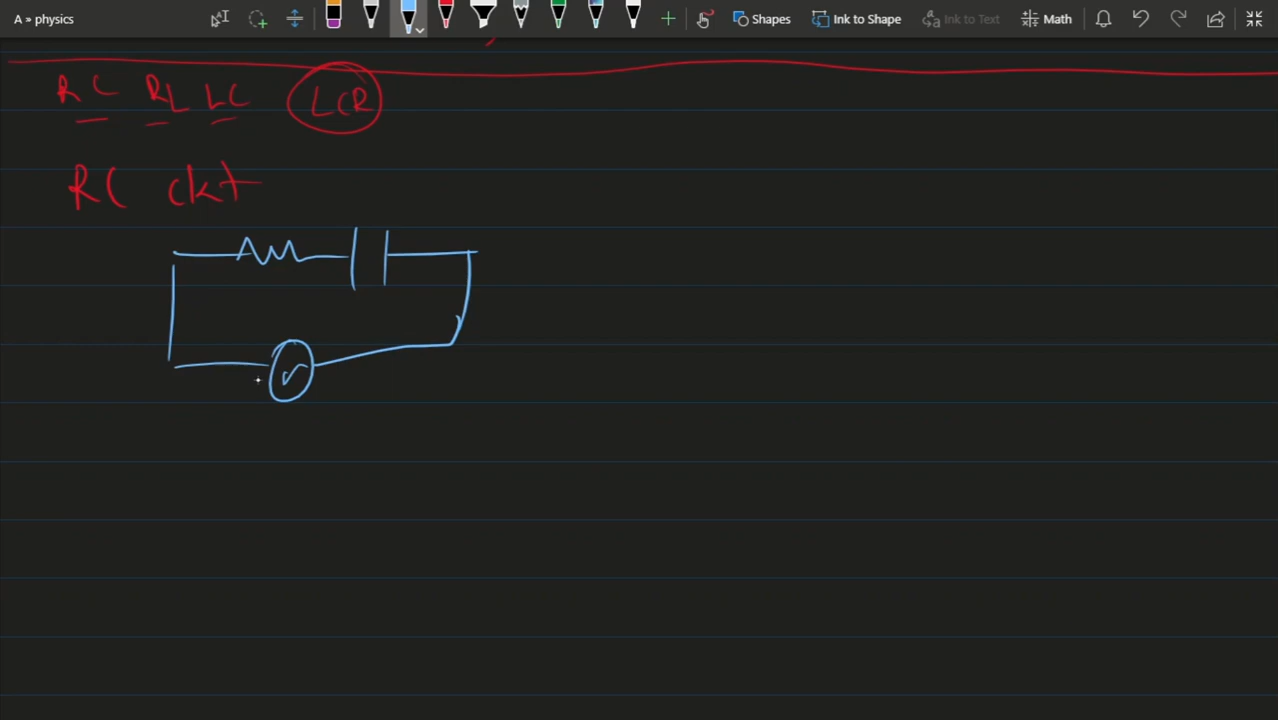 A » physics
Shapes Ink to Shape Ink to Text Math
RC RL LC LCR
RC ckt